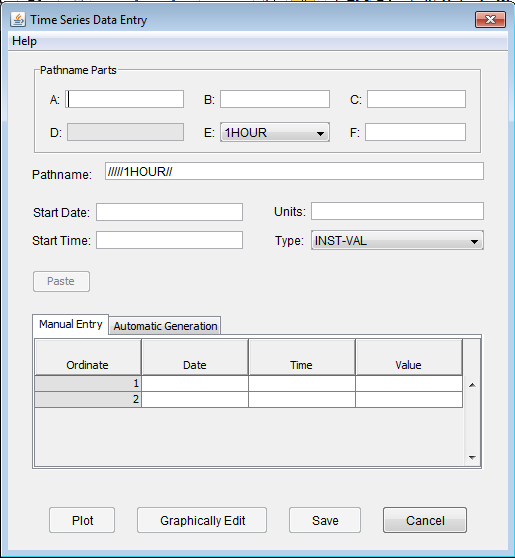 Time Series Data Entry
Help
Pathname Parts
A: B: C:
D: E: 1HOUR F:
Pathname: /////1HOUR//
Start Date: Units:
Start Time: Type: INST-VAL
Paste
Manual Entry Automatic Generation
Ordinate Date Time Value
1
2
Plot Graphically Edit Save Cancel